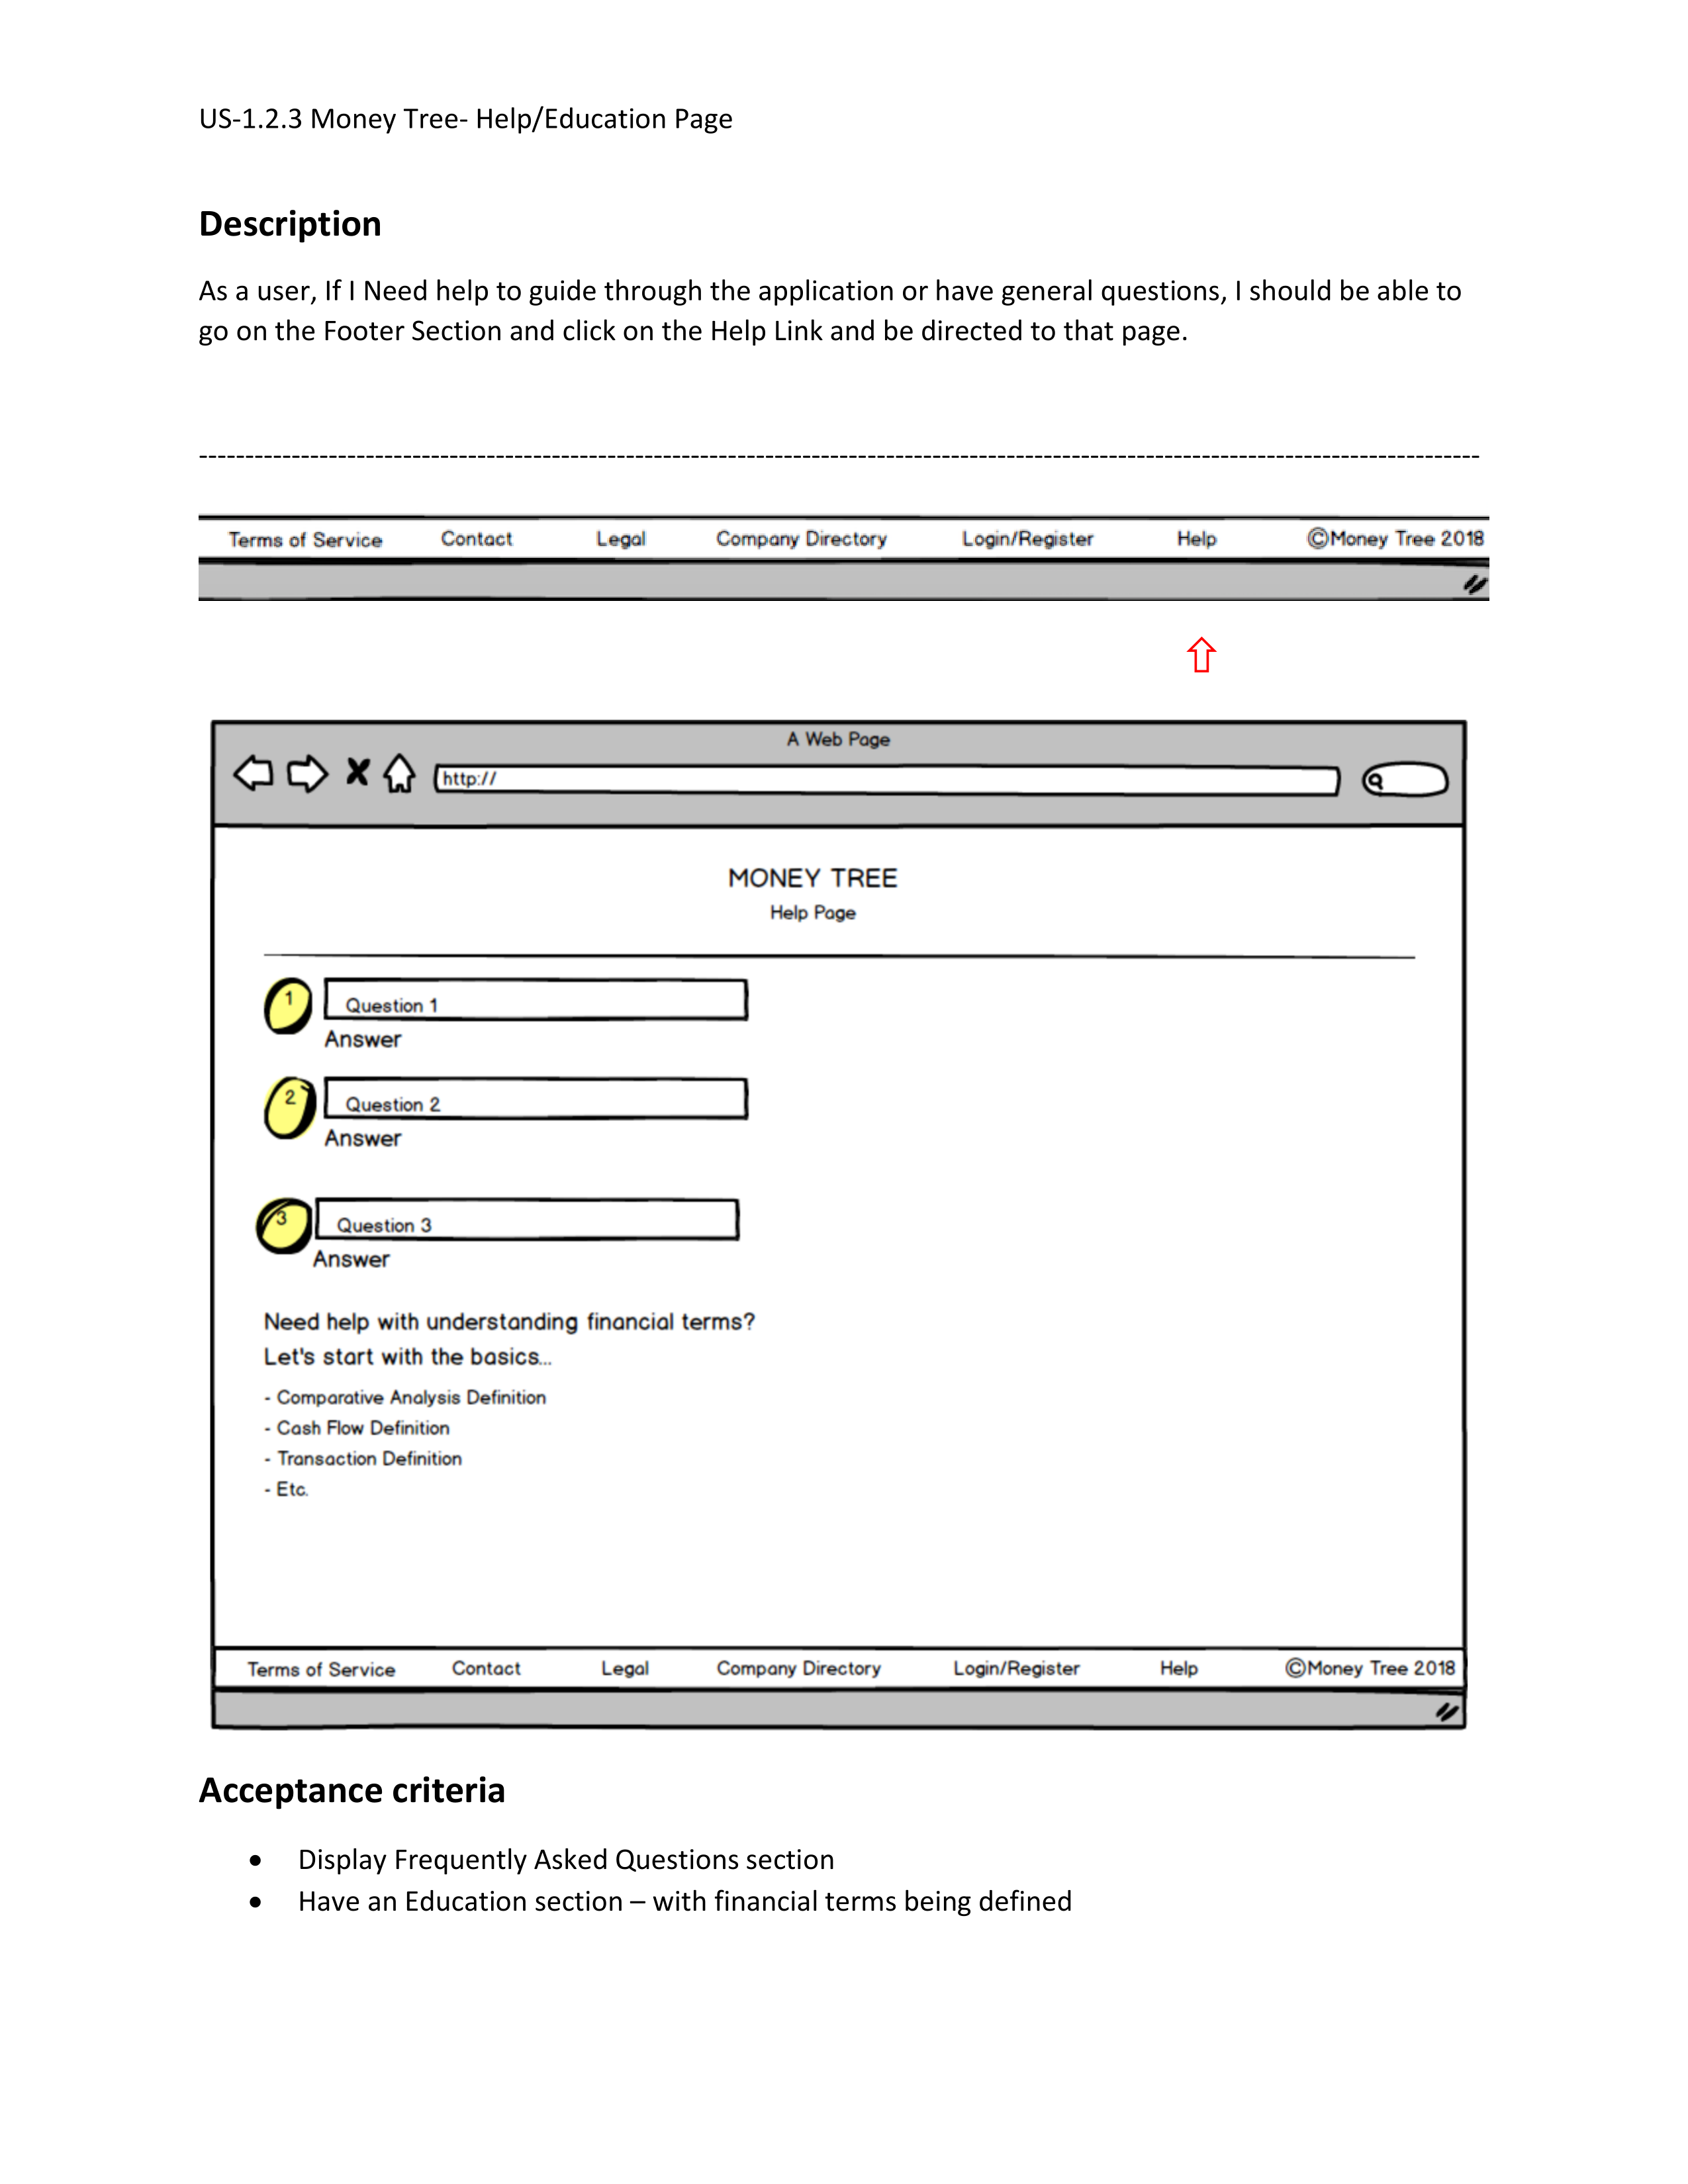 US-1.2.3 Money Tree- Help/Education Page
Description
As a user, If I Need help to guide through the application or have general questions, I should be able to
go on the Footer Section and click on the Help Link and be directed to that page.
-------------------------------------------------------------------------------------------------------------------------------------------
Terms of Service Contact Legal Company Directory Login/Register Help ©Money Tree 2018
A Web Page
http://
MONEY TREE
Help Page
1 Question 1
Answer
2 Question 2
Answer
3 Question 3
Answer
Need help with understanding financial terms?
Let's start with the basics...
- Comparative Analysis Definition
- Cash Flow Definition
- Transaction Definition
- Etc.
Terms of Service Contact Legal Company Directory Login/Register Help ©Money Tree 2018
Acceptance criteria
• Display Frequently Asked Questions section
• Have an Education section – with financial terms being defined